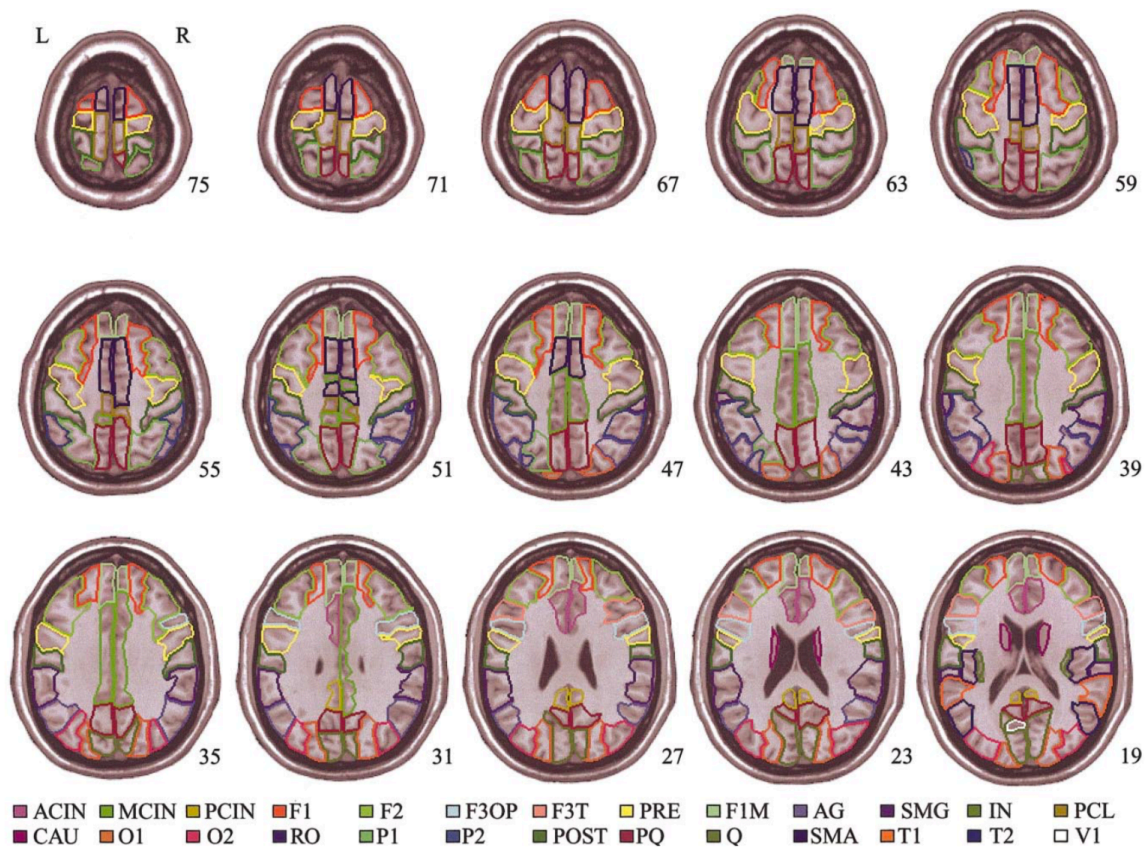 L R
75 71 67 63 59
55 51 47 43 39
35 31 27 23 19
ACIN MCIN PCIN F1 F2 F3OP F3T PRE F1M AG SMG IN PCL
CAU O1 O2 RO P1 P2 POST PQ Q SMA T1 T2 V1